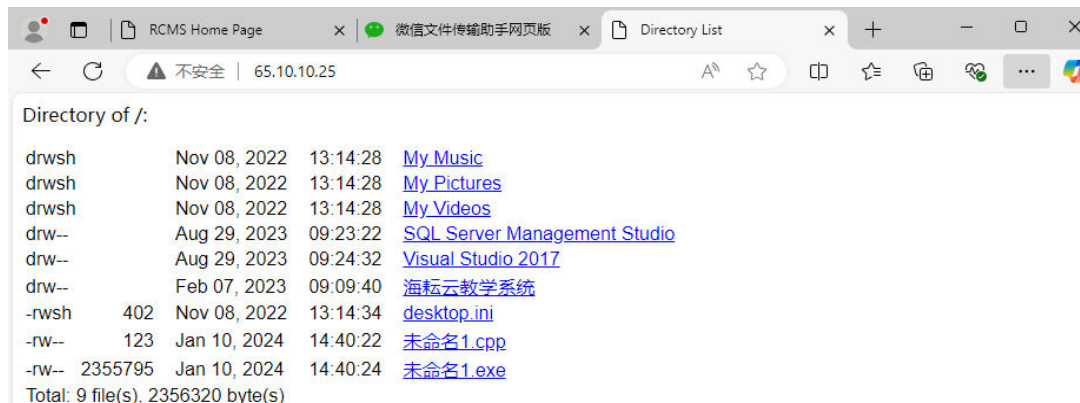 RCMS Home Page 微信文件传输助手网页版 Directory List
不安全 65.10.10.25
Directory of /:
drwsh Nov 08, 2022 13:14:28 My Music
drwsh Nov 08, 2022 13:14:28 My Pictures
drwsh Nov 08, 2022 13:14:28 My Videos
drw-- Aug 29, 2023 09:23:22 SQL Server Management Studio
drw-- Aug 29, 2023 09:24:32 Visual Studio 2017
drw-- Feb 07, 2023 09:09:40 海耘云教学系统
-rwsh 402 Nov 08, 2022 13:14:34 desktop.ini
-rw-- 123 Jan 10, 2024 14:40:22 未命名1.cpp
-rw-- 2355795 Jan 10, 2024 14:40:24 未命名1.exe
Total: 9 file(s), 2356320 byte(s)